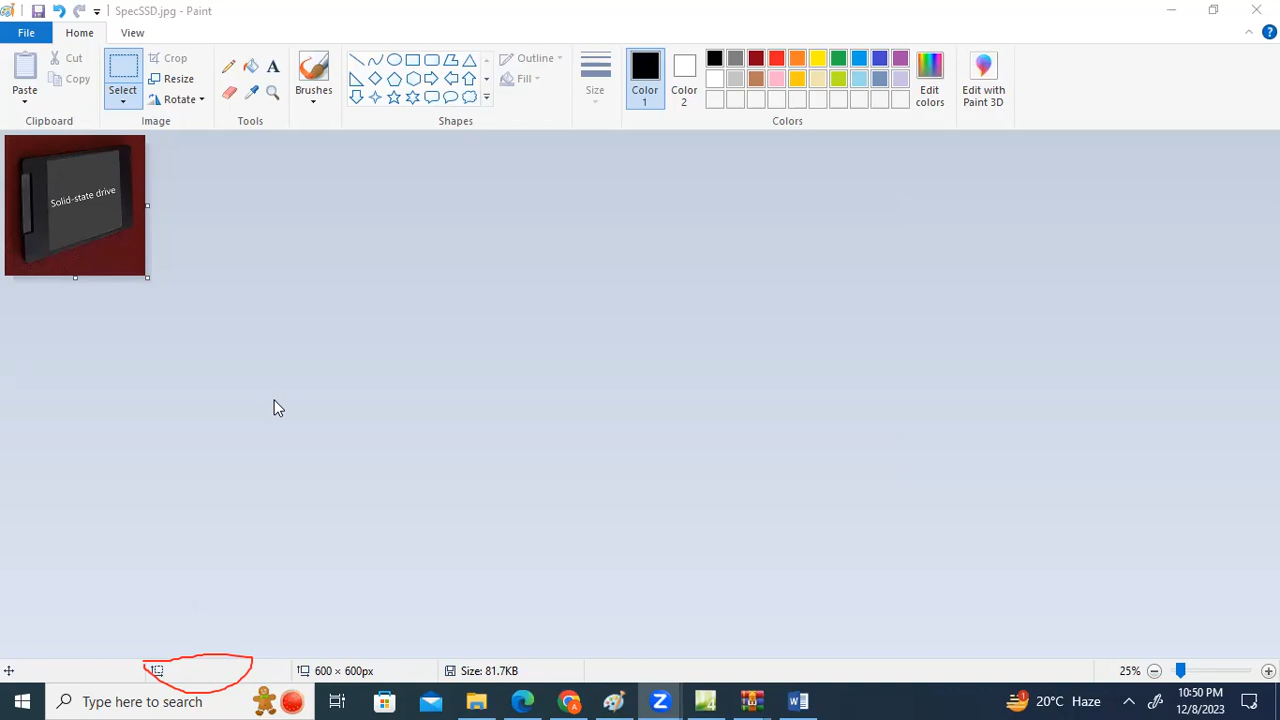 SpecSSD.jpg - Paint
File Home View
Paste
Cut
Copy
Clipboard
Select
Crop
Resize
Rotate
Image
A
Tools
Brushes
Shapes
Outline
Fill
Size
Color 1
Color 2
Edit colors
Colors
Edit with Paint 3D
Solid-state drive
600 × 600px
Size: 81.7KB
25%
Type here to search
1
20°C Haze
10:50 PM
12/8/2023